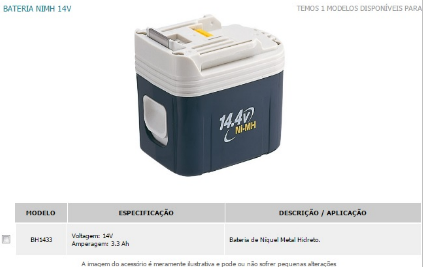 BATERIA NIMH 14V
TEMOS 1 MODELOS DISPONÍVEIS PARA
14.4V
Ni-MH
MODELO ESPECIFICAÇÃO DESCRIÇÃO / APLICAÇÃO
BH1433
Voltagem: 14V
Amperagem: 3.3 Ah
Bateria de Níquel Metal Hidreto.
A imagem do acessório é meramente ilustrativa e pode ou não sofrer pequenas alterações